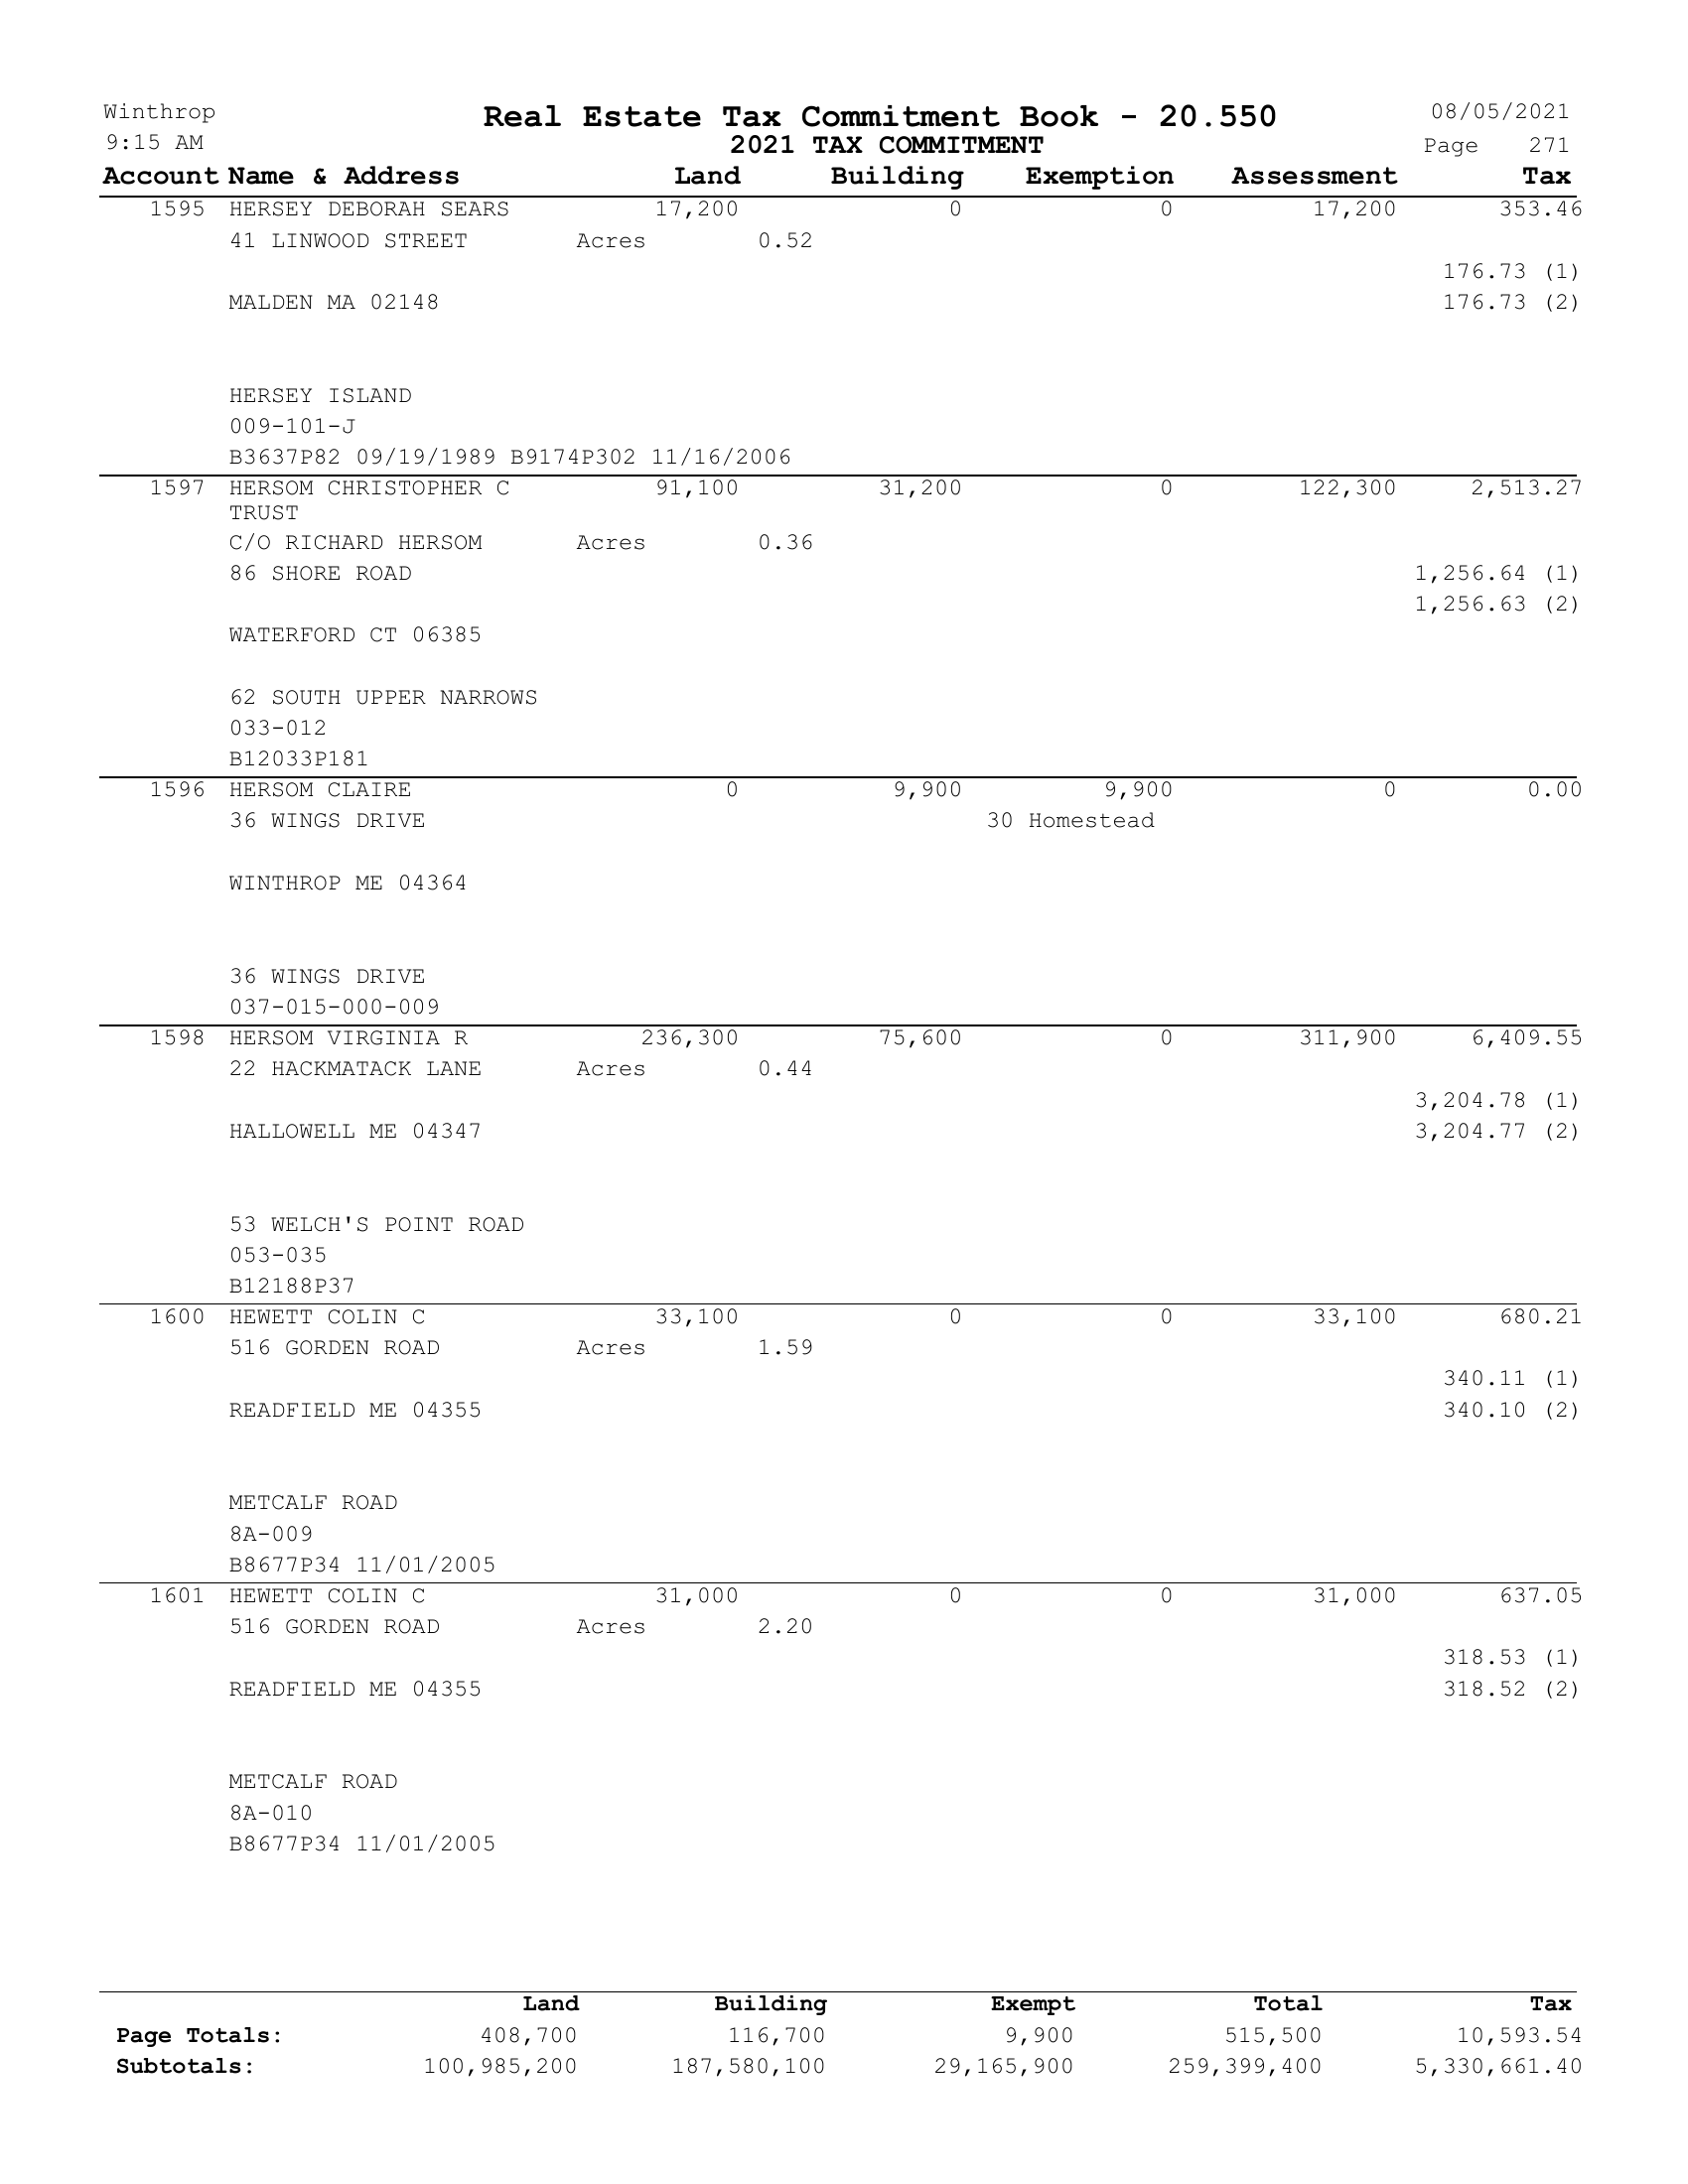 Winthrop Real Estate Tax Commitment Book - 20.550 08/05/2021
9:15 AM 2021 TAX COMMITMENT Page 271
Account Name & Address Land Building Exemption Assessment Tax
1595 HERSEY DEBORAH SEARS 17,200 0 0 17,200 353.46
41 LINWOOD STREET Acres 0.52
176.73 (1)
MALDEN MA 02148 176.73 (2)
HERSEY ISLAND
009-101-J
B3637P82 09/19/1989 B9174P302 11/16/2006
1597 HERSOM CHRISTOPHER C 91,100 31,200 0 122,300 2,513.27
TRUST
C/O RICHARD HERSOM Acres 0.36
86 SHORE ROAD 1,256.64 (1)
1,256.63 (2)
WATERFORD CT 06385
62 SOUTH UPPER NARROWS
033-012
B12033P181
1596 HERSOM CLAIRE 0 9,900 9,900 0 0.00
36 WINGS DRIVE 30 Homestead
WINTHROP ME 04364
36 WINGS DRIVE
037-015-000-009
1598 HERSOM VIRGINIA R 236,300 75,600 0 311,900 6,409.55
22 HACKMATACK LANE Acres 0.44
3,204.78 (1)
HALLOWELL ME 04347 3,204.77 (2)
53 WELCH'S POINT ROAD
053-035
B12188P37
1600 HEWETT COLIN C 33,100 0 0 33,100 680.21
516 GORDEN ROAD Acres 1.59
340.11 (1)
READFIELD ME 04355 340.10 (2)
METCALF ROAD
8A-009
B8677P34 11/01/2005
1601 HEWETT COLIN C 31,000 0 0 31,000 637.05
516 GORDEN ROAD Acres 2.20
318.53 (1)
READFIELD ME 04355 318.52 (2)
METCALF ROAD
8A-010
B8677P34 11/01/2005
Land Building Exempt Total Tax
Page Totals: 408,700 116,700 9,900 515,500 10,593.54
Subtotals: 100,985,200 187,580,100 29,165,900 259,399,400 5,330,661.40